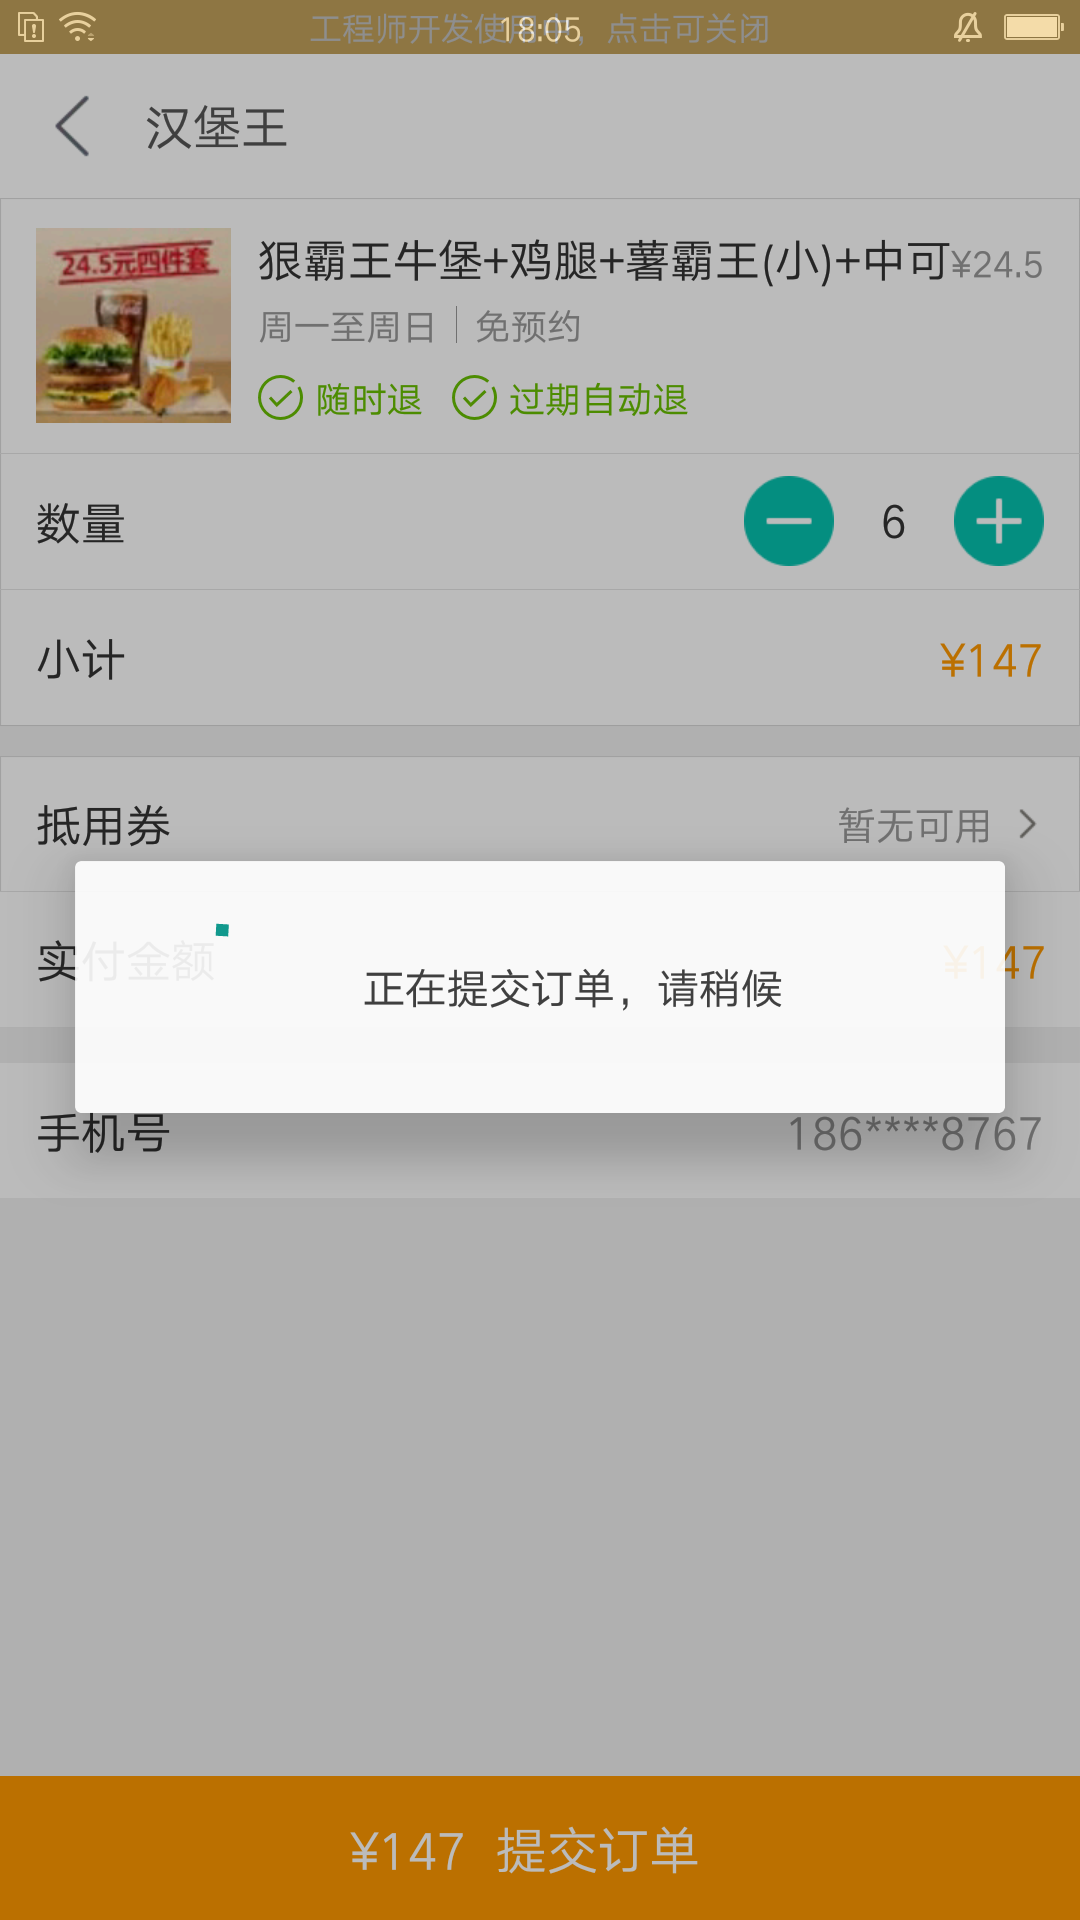 工程师开发使用中，点击可关闭
18:05
汉堡王
24.5元四件套
狠霸王牛堡+鸡腿+薯霸王(小)+中可 ¥24.5
周一至周日 免预约
随时退 过期自动退
数量 6
小计 ¥147
抵用券 暂无可用
实付金额 ¥147
正在提交订单，请稍候
手机号 186****8767
¥147 提交订单